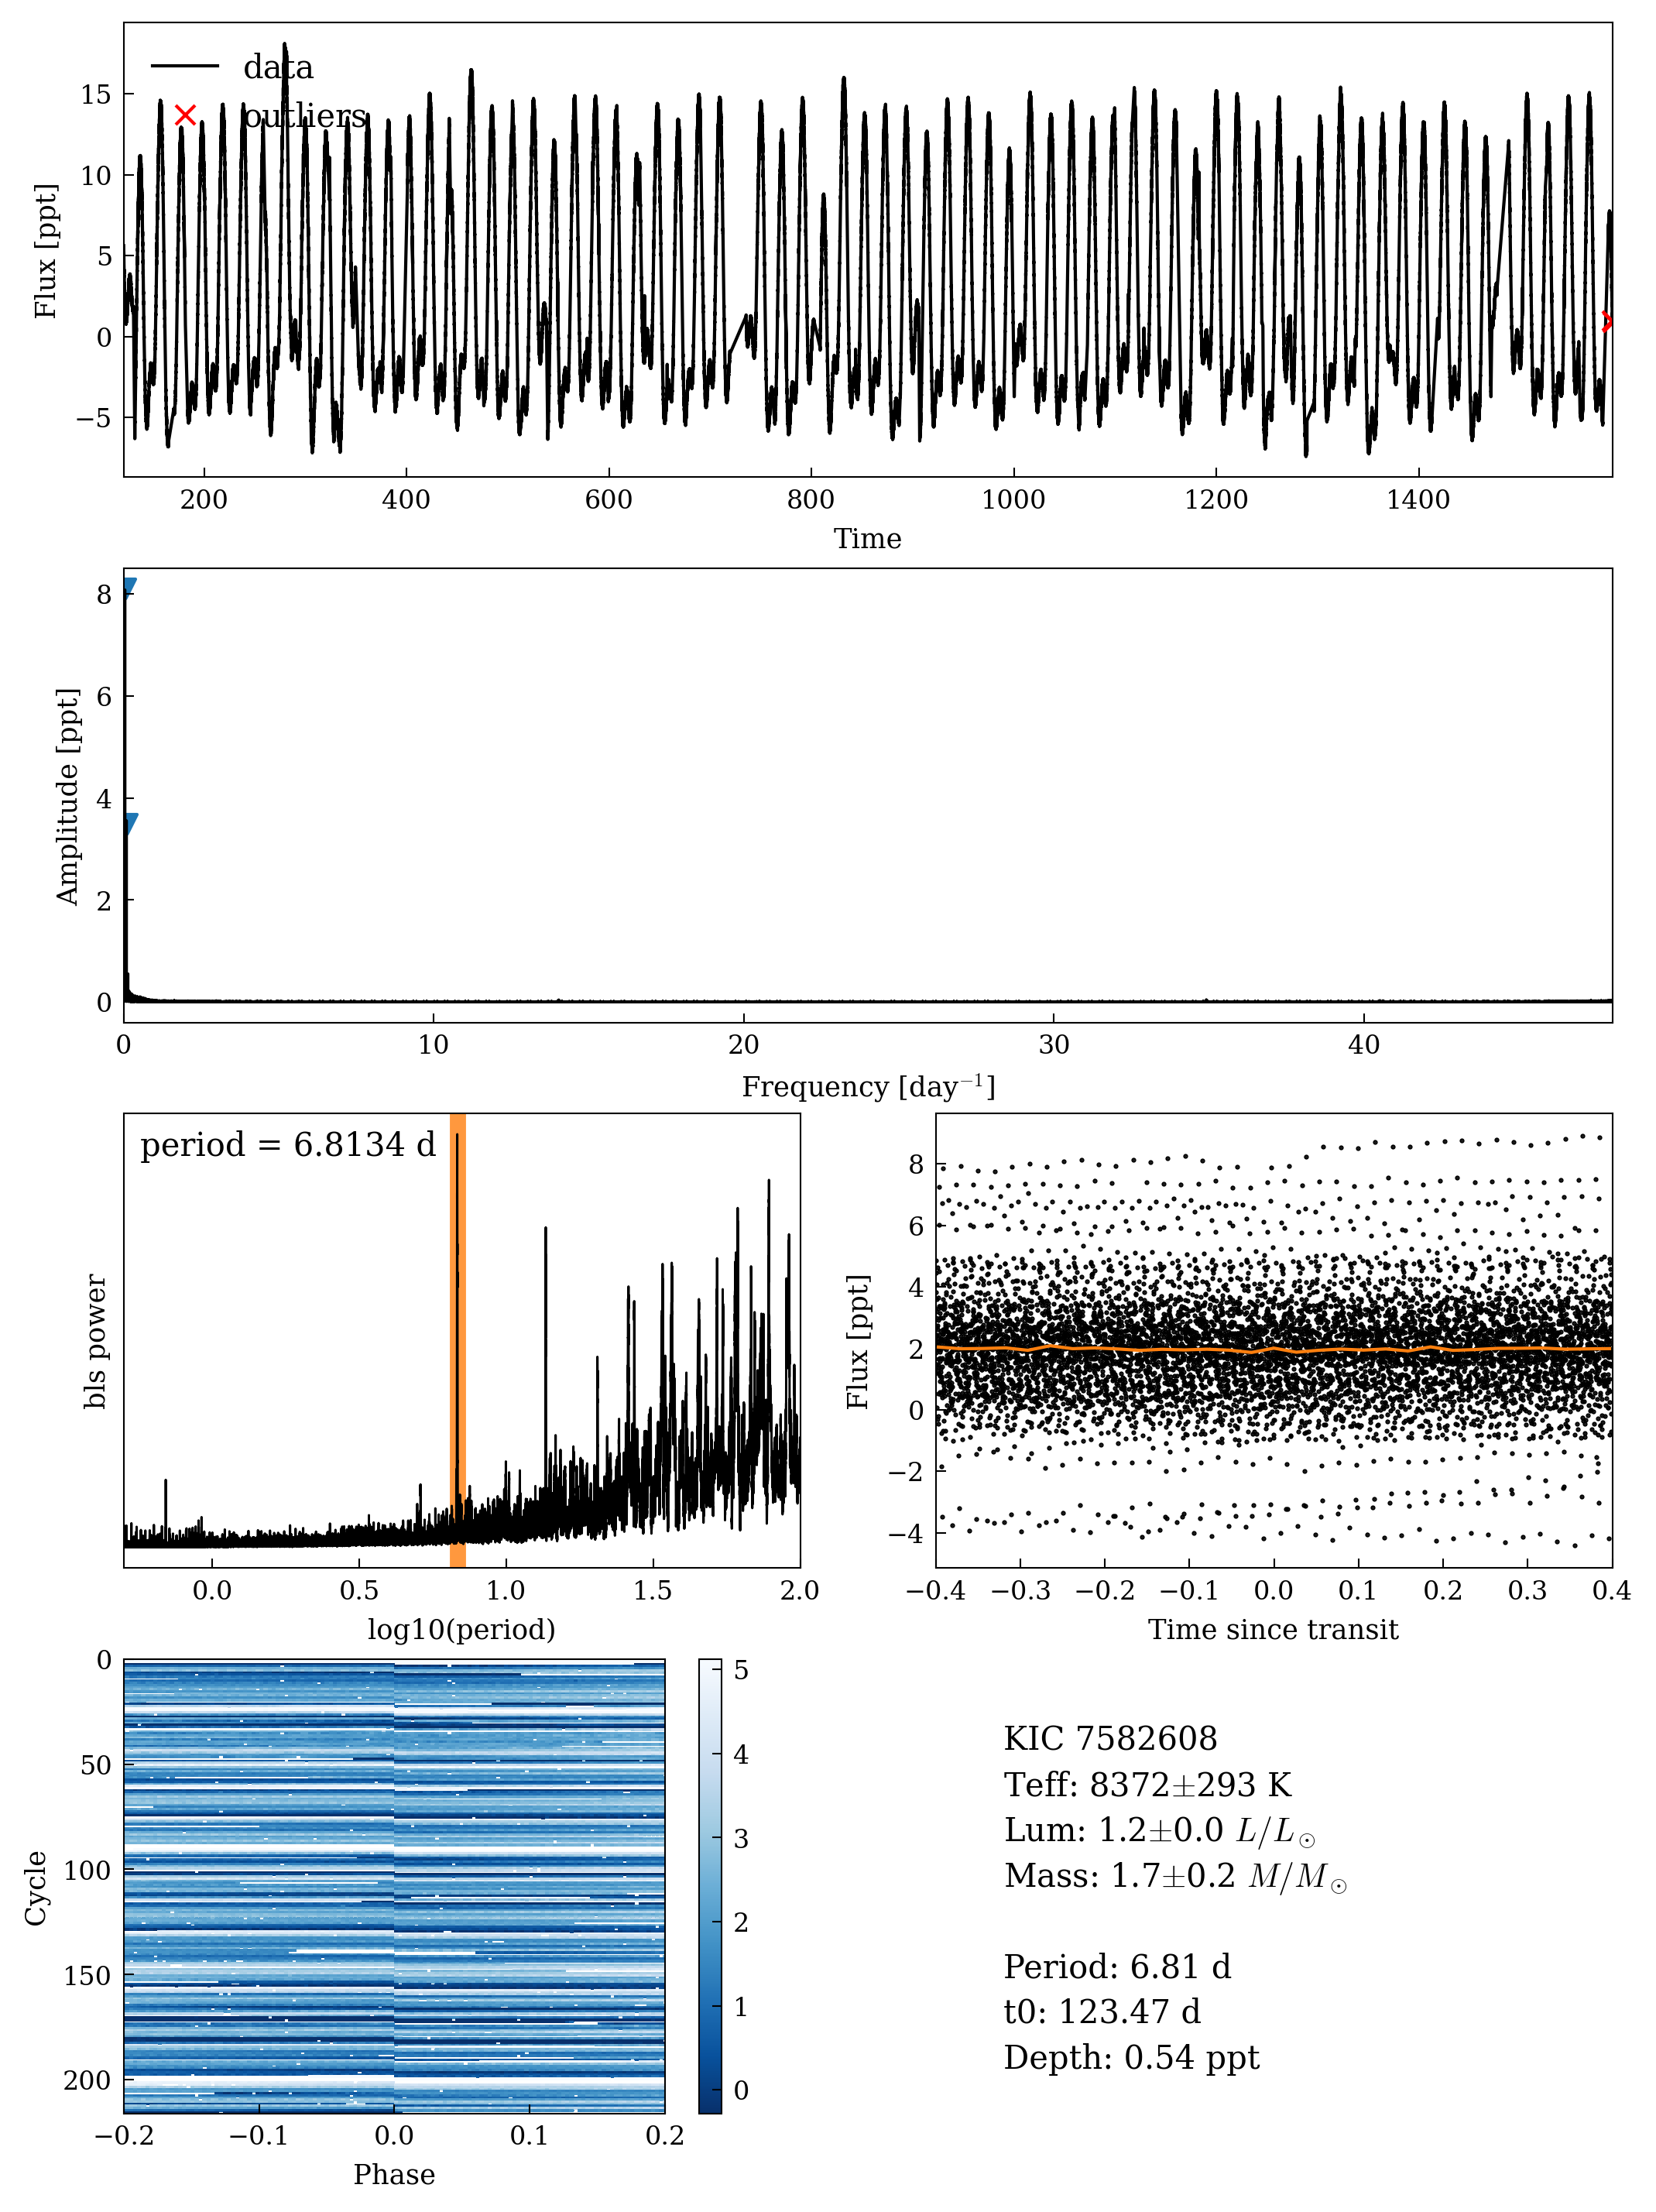 data
outliers
15
10
5
0
−5
Flux [ppt]
200 400 600 800 1000 1200 1400
Time
8
6
4
2
0
Amplitude [ppt]
0 10 20 30 40
Frequency [day⁻¹]
period = 6.8134 d
bls power
0.0 0.5 1.0 1.5 2.0
log10(period)
8
6
4
2
0
−2
−4
Flux [ppt]
−0.4 −0.3 −0.2 −0.1 0.0 0.1 0.2 0.3 0.4
Time since transit
0
50
100
150
200
Cycle
−0.2 −0.1 0.0 0.1 0.2
Phase
5
4
3
2
1
0
KIC 7582608
Teff: 8372±293 K
Lum: 1.2±0.0 L/L☉
Mass: 1.7±0.2 M/M☉
Period: 6.81 d
t0: 123.47 d
Depth: 0.54 ppt